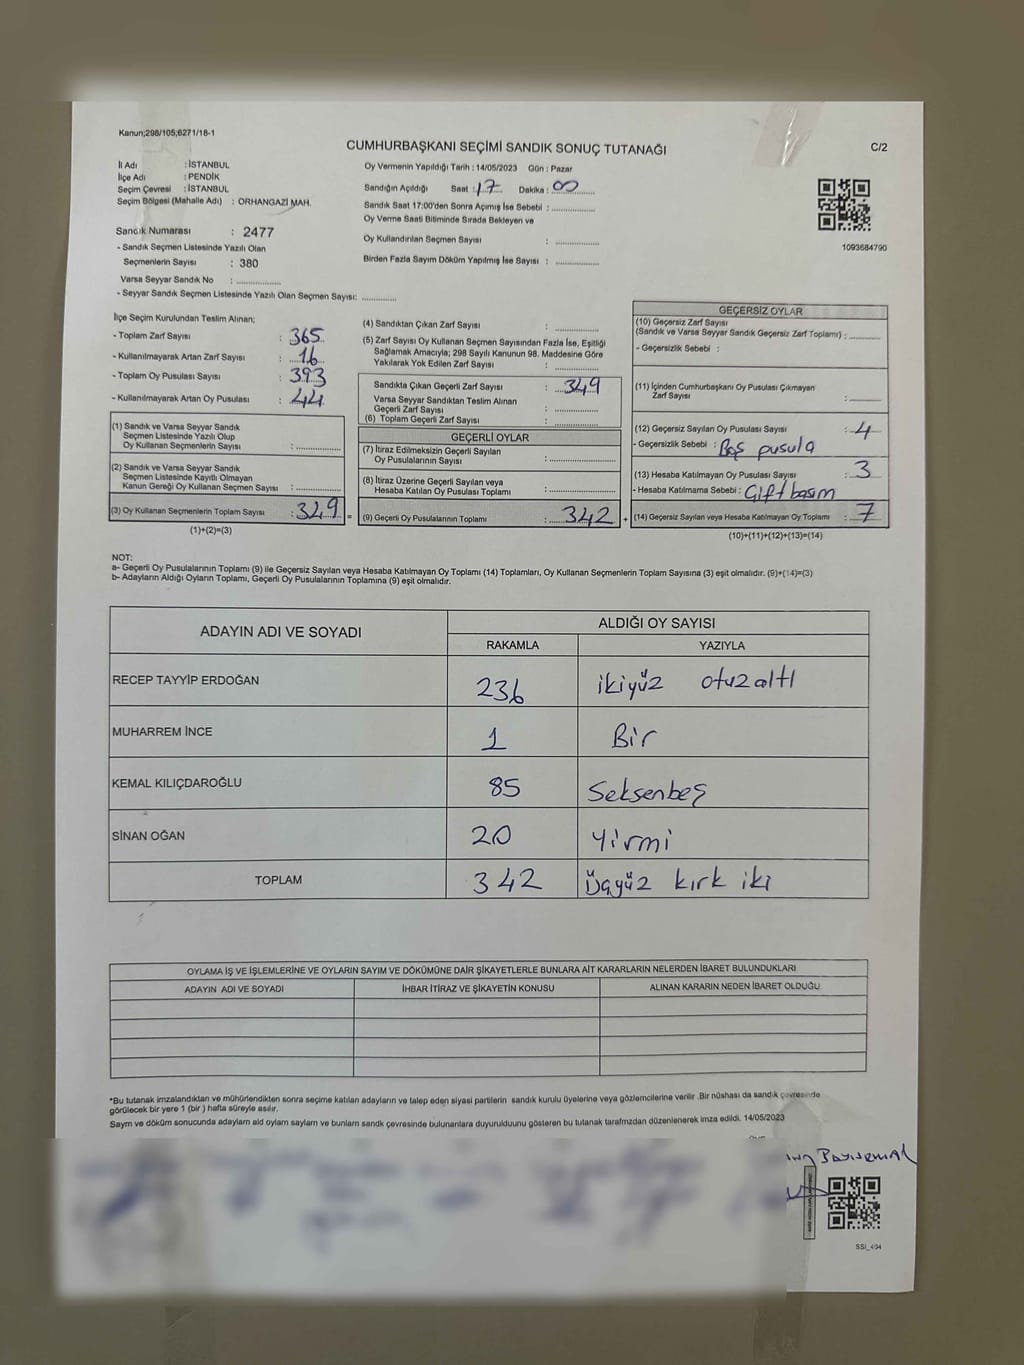 Kanun;298/105;6271/18-1
CUMHURBAŞKANI SEÇİMİ SANDIK SONUÇ TUTANAĞI
C/2
İl Adı : İSTANBUL
İlçe Adı : PENDİK
Seçim Çevresi : İSTANBUL
Seçim Bölgesi (Mahalle Adı) : ORHANGAZİ MAH.
Sandık Numarası : 2477
- Sandık Seçmen Listesinde Yazılı Olan
Seçmenlerin Sayısı : 380
Varsa Seyyar Sandık No : ...............
- Seyyar Sandık Seçmen Listesinde Yazılı Olan Seçmen Sayısı: ............
Oy Vermenin Yapıldığı Tarih : 14/05/2023 Gün : Pazar
Sandığın Açıldığı Saat : 17 Dakika : 00
Sandık Saat 17:00'den Sonra Açımış İse Sebebi : ...............
Oy Verme Saati Bitiminde Sırada Bekleyen ve
Oy Kullandırılan Seçmen Sayısı : ...............
Birden Fazla Sayım Döküm Yapılmış İse Sayısı : ...............
1093684790
İlçe Seçim Kurulundan Teslim Alınan;
- Toplam Zarf Sayısı : 365
- Kullanılmayarak Artan Zarf Sayısı : 16
- Toplam Oy Pusulası Sayısı : 393
- Kullanılmayarak Artan Oy Pusulası : 44
(1) Sandık ve Varsa Seyyar Sandık
Seçmen Listesinde Yazılı Olup
Oy Kullanan Seçmenlerin Sayısı : ...............
(2) Sandık ve Varsa Seyyar Sandık
Seçmen Listesinde Kayıtlı Olmayan
Kanun Gereği Oy Kullanan Seçmen Sayısı : ...............
(3) Oy Kullanan Seçmenlerin Toplam Sayısı : 349 =
(1)+(2)=(3)
(4) Sandıktan Çıkan Zarf Sayısı : ...............
(5) Zarf Sayısı Oy Kullanan Seçmen Sayısından Fazla İse, Eşitliği
Sağlamak Amacıyla; 298 Sayılı Kanunun 98. Maddesine Göre
Yakılarak Yok Edilen Zarf Sayısı : ...............
Sandıkta Çıkan Geçerli Zarf Sayısı : 349
Varsa Seyyar Sandıktan Teslim Alınan
Geçerli Zarf Sayısı : ...............
(6) Toplam Geçerli Zarf Sayısı : ...............
GEÇERLİ OYLAR
(7) İtiraz Edilmeksizin Geçerli Sayılan
Oy Pusulalarının Sayısı : ...............
(8) İtiraz Üzerine Geçerli Sayılan veya
Hesaba Katılan Oy Pusulası Toplamı : ...............
(9) Geçerli Oy Pusulalarının Toplamı : 342 +
GEÇERSİZ OYLAR
(10) Geçersiz Zarf Sayısı
(Sandık ve Varsa Seyyar Sandık Geçersiz Zarf Toplamı) : ..........
- Geçersizlik Sebebi :
(11) İçinden Cumhurbaşkanı Oy Pusulası Çıkmayan
Zarf Sayısı : ..........
(12) Geçersiz Sayılan Oy Pusulası Sayısı : 4
- Geçersizlik Sebebi : Boş pusula
(13) Hesaba Katılmayan Oy Pusulası Sayısı : 3
- Hesaba Katılmama Sebebi : Çift basım
(14) Geçersiz Sayılan veya Hesaba Katılmayan Oy Toplamı : 7
(10)+(11)+(12)+(13)=(14)
NOT:
a- Geçerli Oy Pusulalarının Toplamı (9) ile Geçersiz Sayılan veya Hesaba Katılmayan Oy Toplamı (14) Toplamları, Oy Kullanan Seçmenlerin Toplam Sayısına (3) eşit olmalıdır. (9)+(14)=(3)
b- Adayların Aldığı Oyların Toplamı, Geçerli Oy Pusulalarının Toplamına (9) eşit olmalıdır.
ADAYIN ADI VE SOYADI ALDIĞI OY SAYISI
RAKAMLA YAZIYLA
RECEP TAYYİP ERDOĞAN 236 ikiyüz otuzaltı
MUHARREM İNCE 1 Bir
KEMAL KILIÇDAROĞLU 85 Seksenbeş
SİNAN OĞAN 20 Yirmi
TOPLAM 342 Üçyüz kırk iki
OYLAMA İŞ VE İŞLEMLERİNE VE OYLARIN SAYIM VE DÖKÜMÜNE DAİR ŞİKAYETLERLE BUNLARA AİT KARARLARIN NELERDEN İBARET BULUNDUKLARI
ADAYIN ADI VE SOYADI İHBAR İTİRAZ VE ŞİKAYETİN KONUSU ALINAN KARARIN NEDEN İBARET OLDUĞU
*Bu tutanak imzalandıktan ve mühürlendikten sonra seçime katılan adayların ve talep eden siyasi partilerin sandık kurulu üyelerine veya gözlemcilerine verilir .Bir nüshası da sandık çevresinde
görülecek bir yere 1 (bir ) hafta süreyle asılır.
Saym ve döküm sonucunda adaylarn ald oylarn saylarn ve bunlarn sandk çevresinde bulunanlara duyurulduunu gösteren bu tutanak tarafmzdan düzenlenerek imza edildi. 14/05/2023